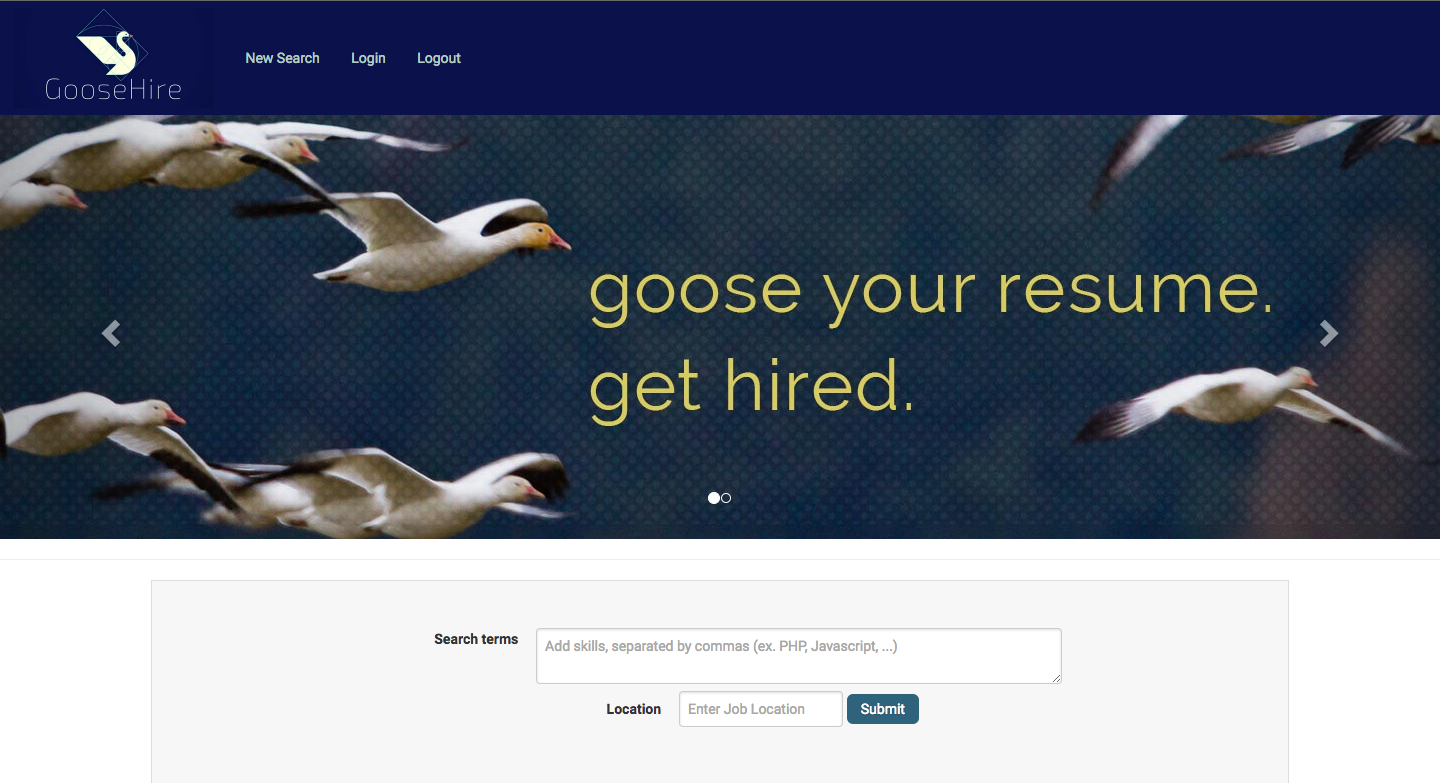 GooseHire
New Search Login Logout
goose your resume.
get hired.
Search terms
Add skills, separated by commas (ex. PHP, Javascript, ...)
Location
Enter Job Location
Submit